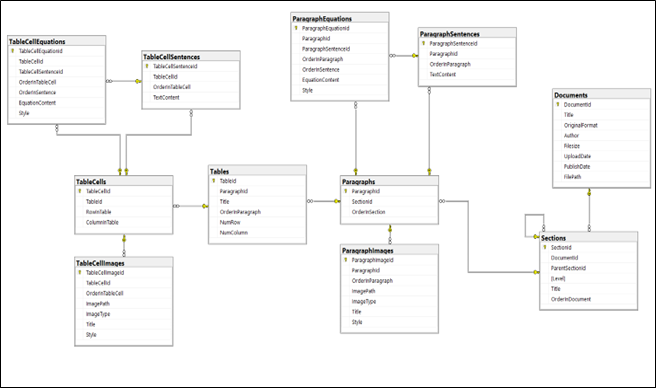 TableCellEquations
TableCellEquationid
TableCellId
TableCellSentenceid
OrderInTableCell
OrderInSentence
EquationContent
Style
TableCellSentences
TableCellSentenceid
TableCellId
OrderInTableCell
TextContent
ParagraphEquations
ParagraphEquationid
ParagraphId
ParagraphSentenceId
OrderInParagraph
OrderInSentence
EquationContent
Style
ParagraphSentences
ParagraphSentenceId
ParagraphId
OrderInParagraph
TextContent
Documents
DocumentId
Title
OriginalFormat
Author
Filesize
UploadDate
PublishDate
FilePath
TableCells
TableCellId
TableId
RowInTable
ColumnInTable
Tables
TableId
ParagraphId
Title
OrderInParagraph
NumRow
NumColumn
Paragraphs
ParagraphId
SectionId
OrderInSection
Sections
SectionId
DocumentId
ParentSectionId
[Level]
Title
OrderInDocument
TableCellImages
TableCellImageId
TableCellId
OrderInTableCell
ImagePath
ImageType
Title
Style
ParagraphImages
ParagraphImageId
ParagraphId
OrderInParagraph
ImagePath
ImageType
Title
Style